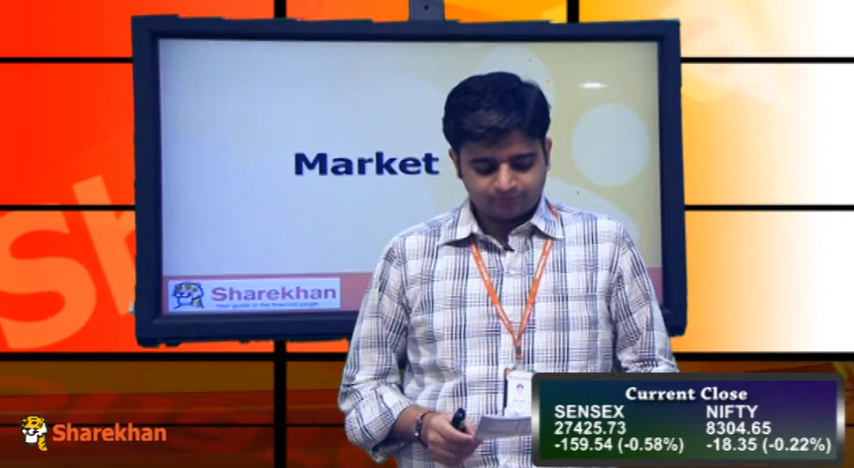 Market
Sharekhan
Your guide to the financial jungle
Sharekhan
Current Close
SENSEX NIFTY
27425.73 8304.65
-159.54 (-0.58%) -18.35 (-0.22%)
Sh